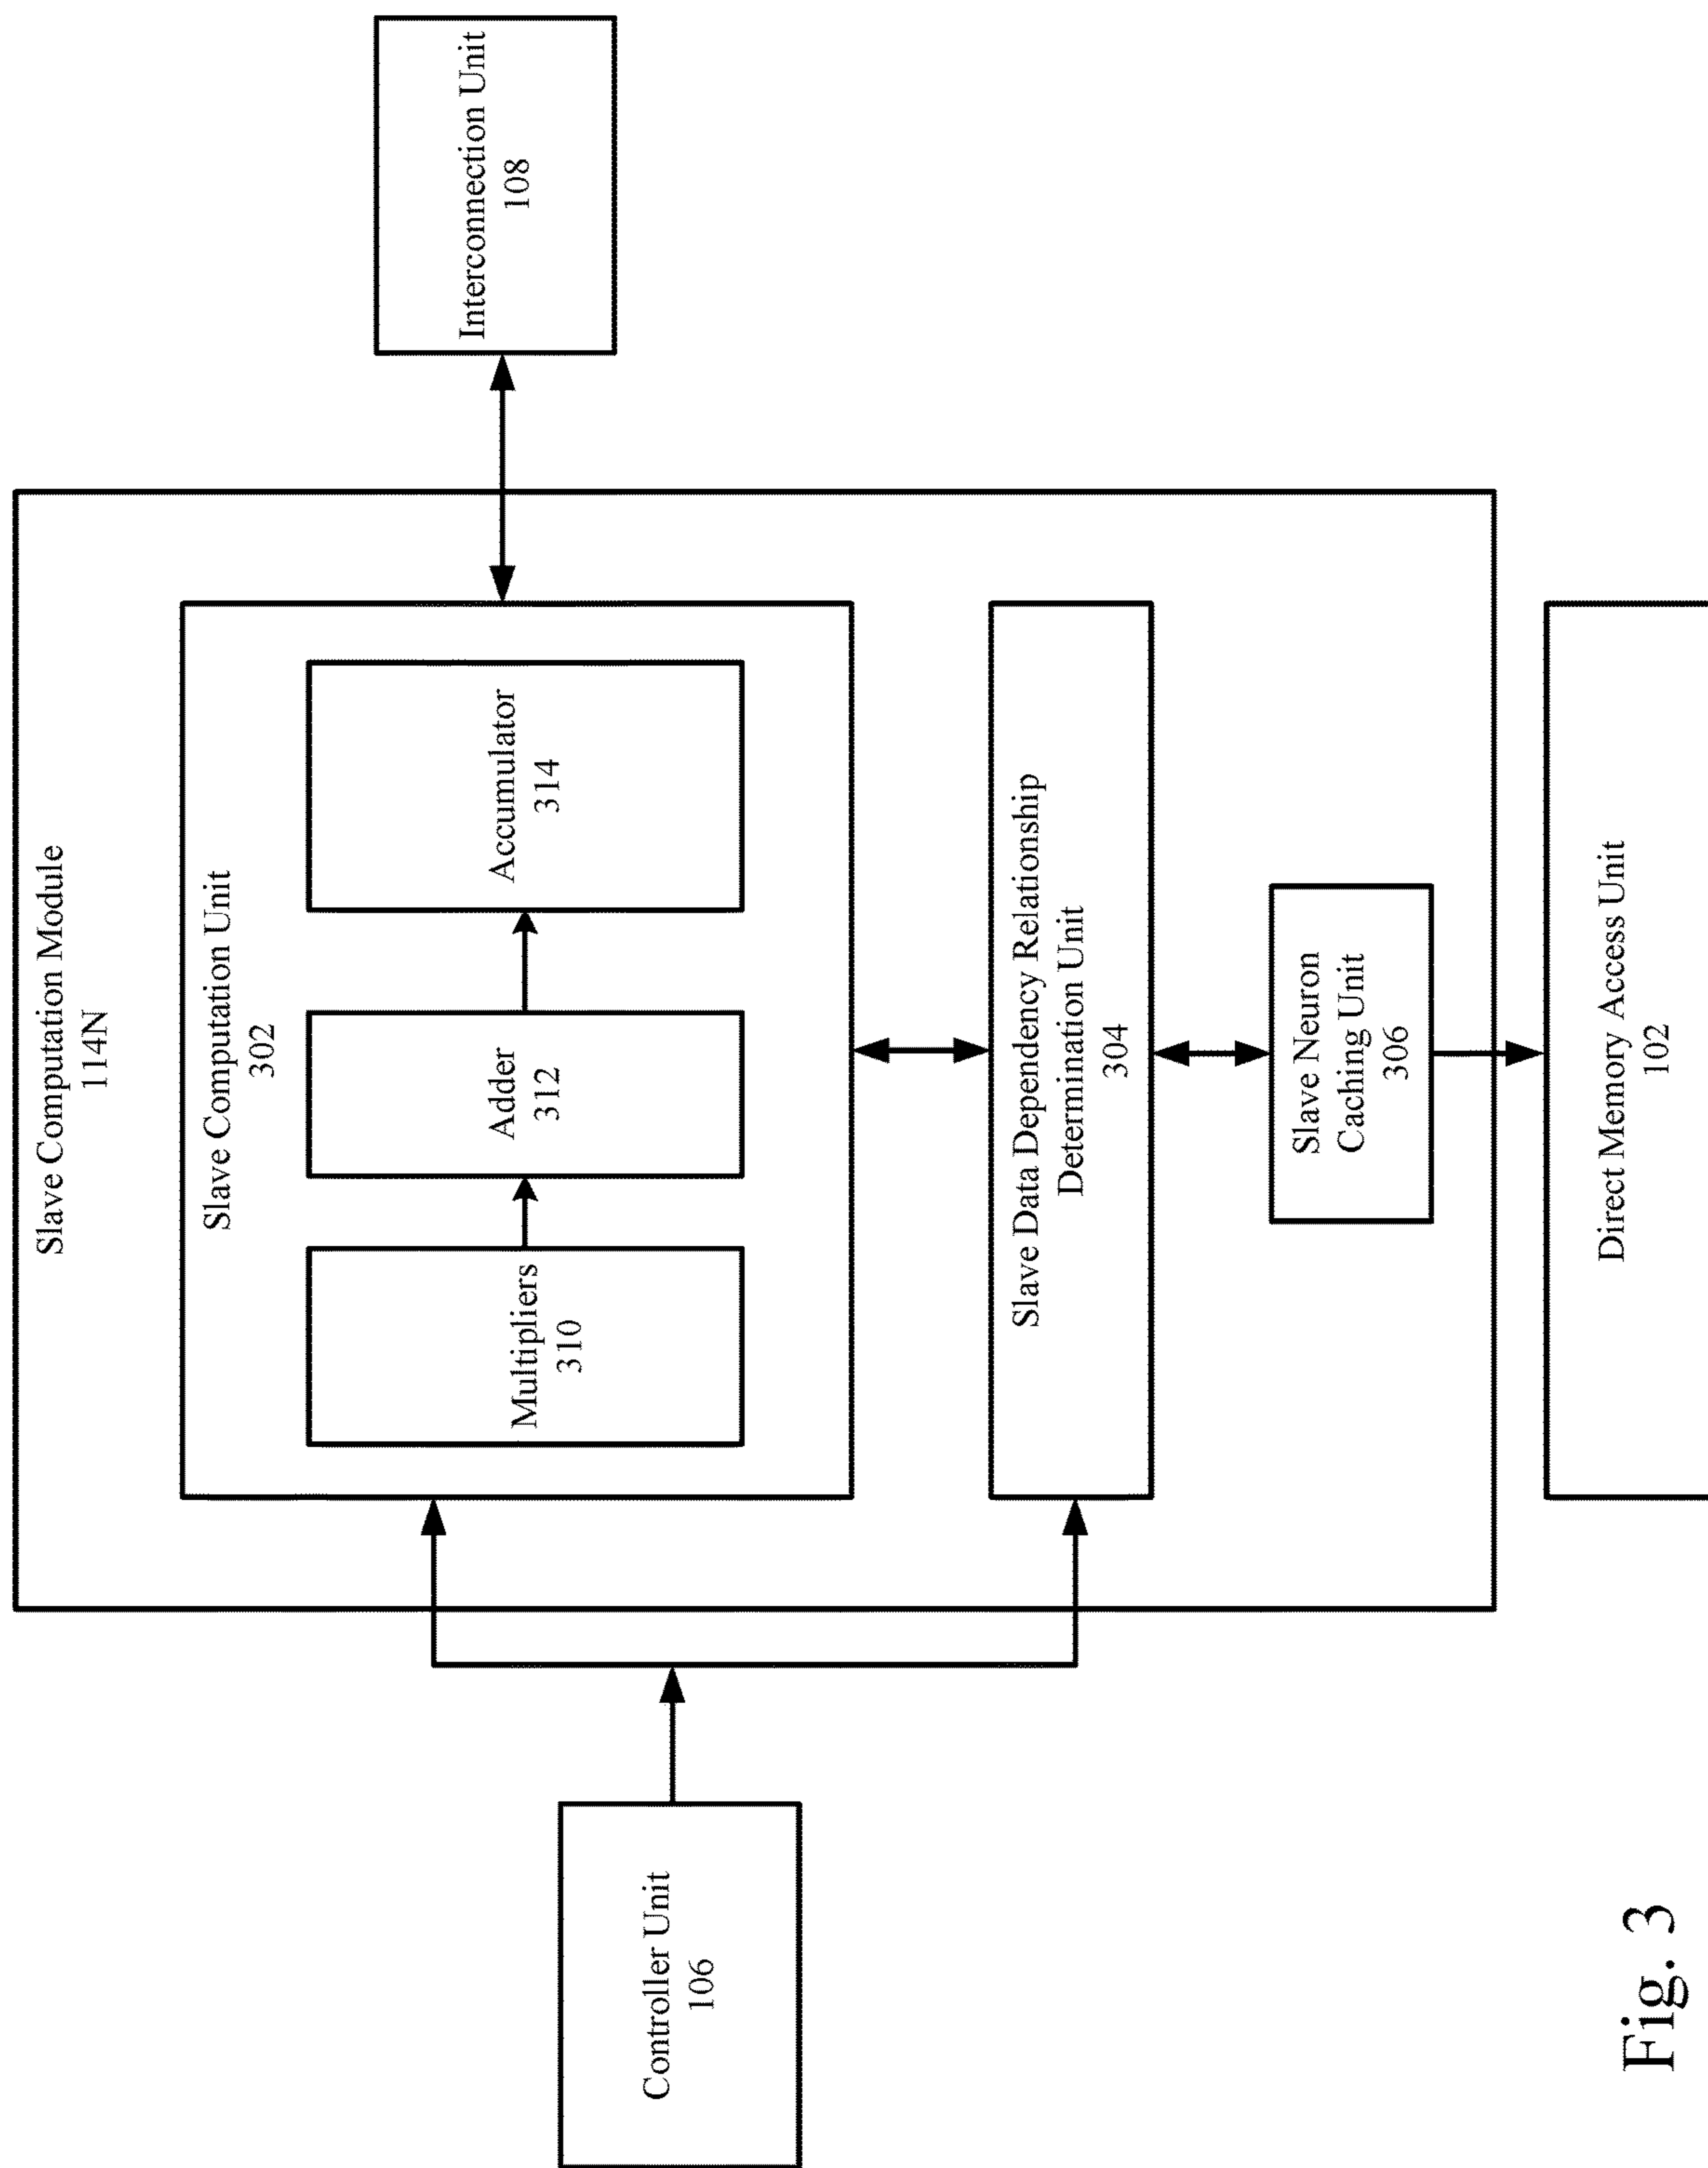 Slave Computation Module
114N
Slave Computation Unit
302
Multipliers
310
Adder
312
Accumulator
314
Controller Unit
106
Interconnection Unit
108
Slave Data Dependency Relationship
Determination Unit
304
Slave Neuron
Caching Unit
306
Direct Memory Access Unit
102
Fig. 3